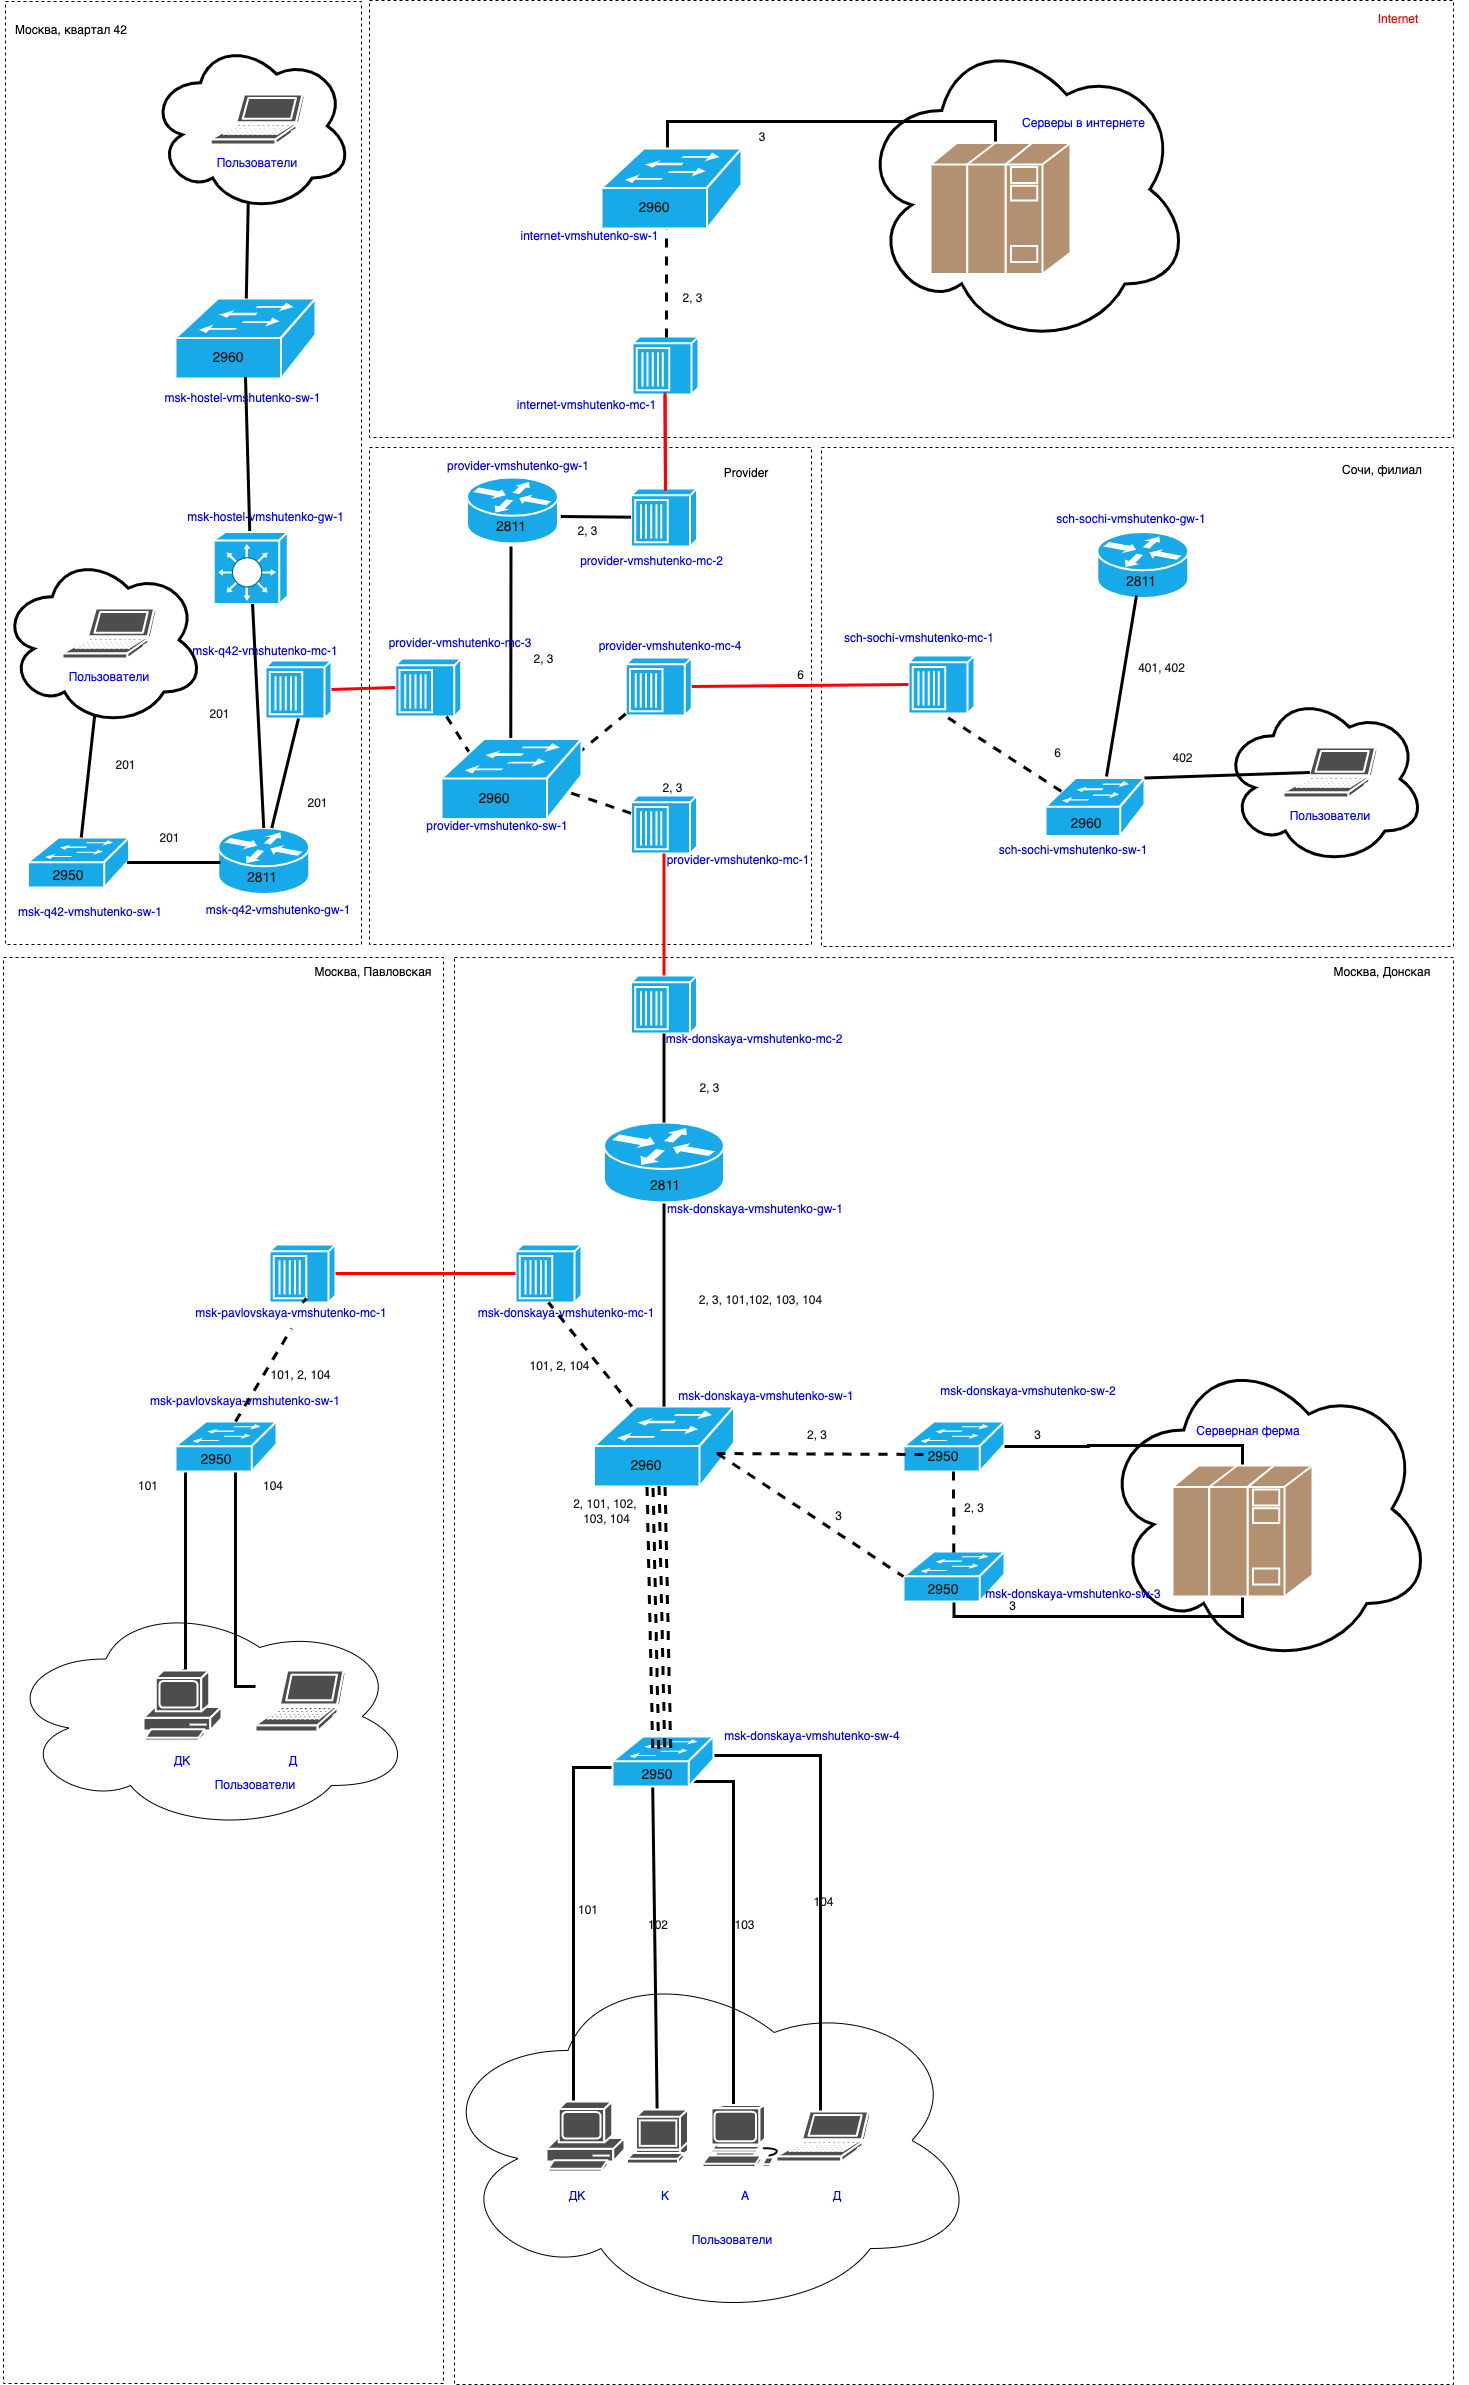 Москва, квартал 42
Пользователи
2960
msk-hostel-vmshutenko-sw-1
msk-hostel-vmshutenko-gw-1
Пользователи
msk-q42-vmshutenko-mc-1
201
201
201
201
2950
2811
msk-q42-vmshutenko-sw-1
msk-q42-vmshutenko-gw-1
Internet
Серверы в интернете
3
2960
internet-vmshutenko-sw-1
2, 3
internet-vmshutenko-mc-1
Provider
provider-vmshutenko-gw-1
2811
2, 3
provider-vmshutenko-mc-2
provider-vmshutenko-mc-3
provider-vmshutenko-mc-4
2, 3
6
2960
2, 3
provider-vmshutenko-sw-1
provider-vmshutenko-mc-1
Сочи, филиал
sch-sochi-vmshutenko-gw-1
2811
sch-sochi-vmshutenko-mc-1
401, 402
6
402
2960
Пользователи
sch-sochi-vmshutenko-sw-1
Москва, Павловская
msk-pavlovskaya-vmshutenko-mc-1
101, 2, 104
msk-pavlovskaya-vmshutenko-sw-1
2950
101
104
ДК
Д
Пользователи
Москва, Донская
msk-donskaya-vmshutenko-mc-2
2, 3
2811
msk-donskaya-vmshutenko-gw-1
2, 3, 101,102, 103, 104
msk-donskaya-vmshutenko-mc-1
101, 2, 104
msk-donskaya-vmshutenko-sw-1
msk-donskaya-vmshutenko-sw-2
2960
2, 3
2950
3
Серверная ферма
2, 101, 102,
103, 104
3
2, 3
2950
msk-donskaya-vmshutenko-sw-3
3
msk-donskaya-vmshutenko-sw-4
2950
101
102
103
104
ДК
К
А
Д
Пользователи